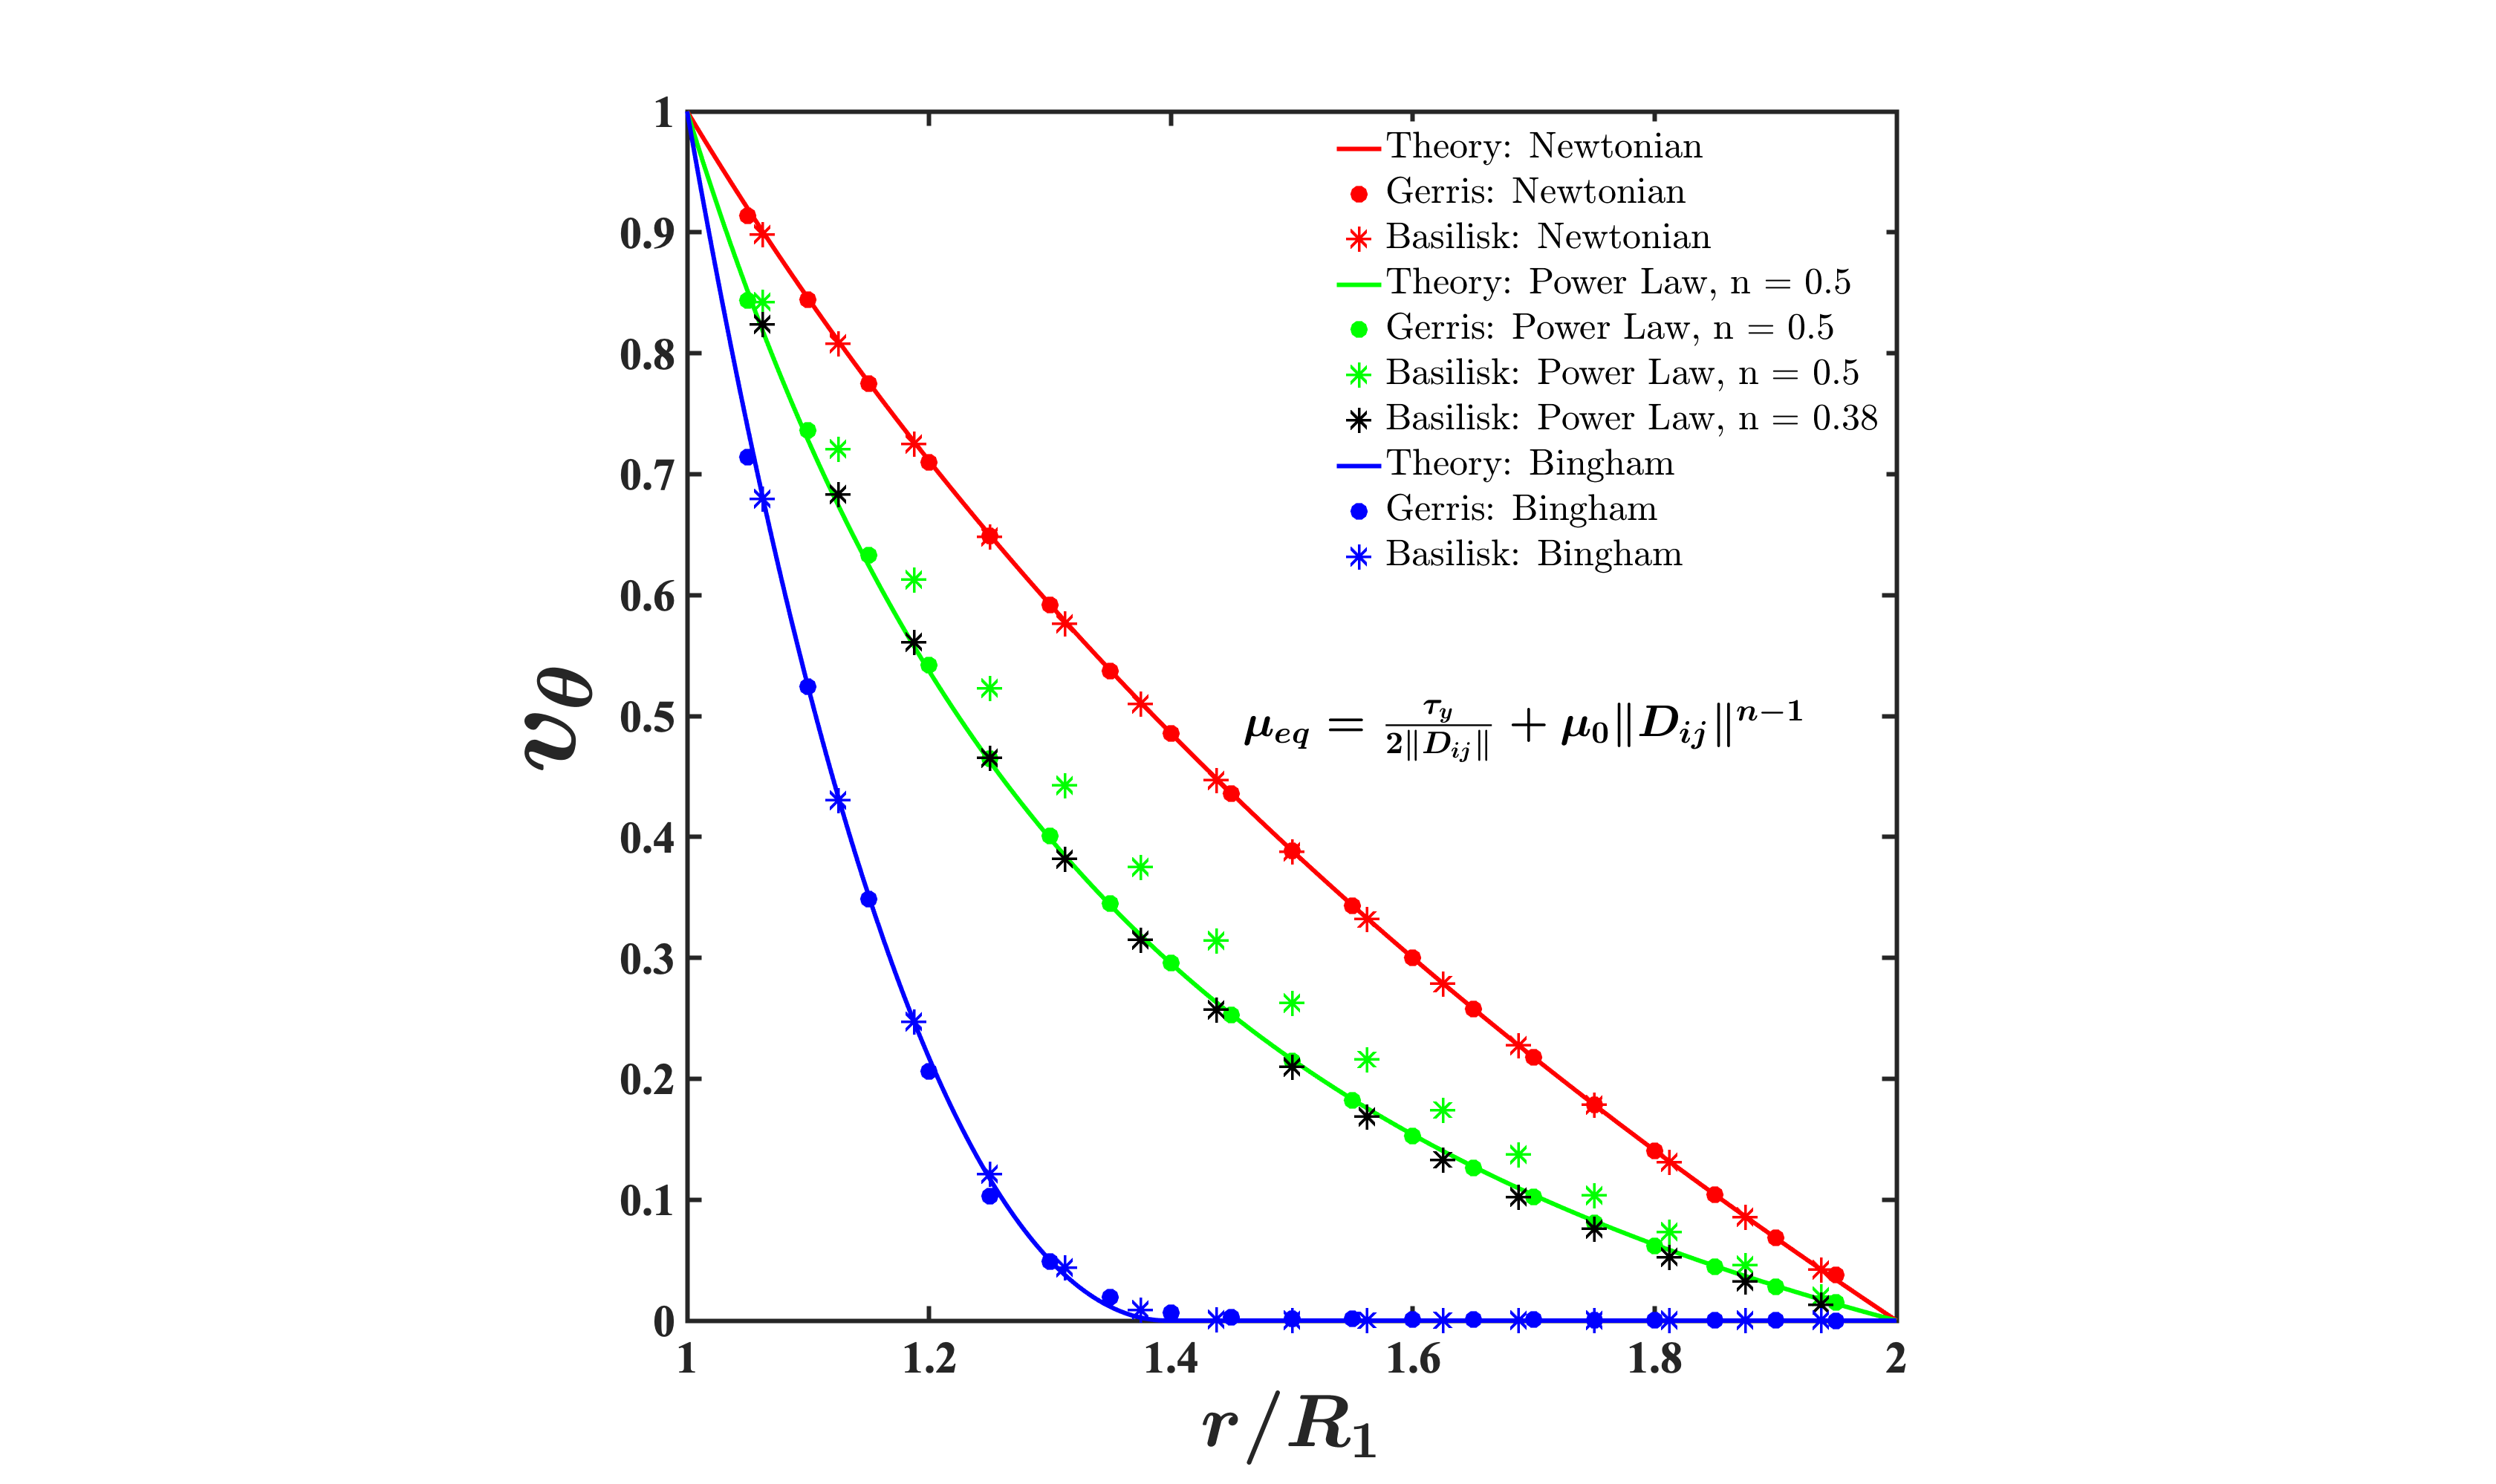 1
0.9
0.8
0.7
0.6
0.5
0.4
0.3
0.2
0.1
0
vθ
Theory: Newtonian
Gerris: Newtonian
Basilisk: Newtonian
Theory: Power Law, n = 0.5
Gerris: Power Law, n = 0.5
Basilisk: Power Law, n = 0.5
Basilisk: Power Law, n = 0.38
Theory: Bingham
Gerris: Bingham
Basilisk: Bingham
μ_eq = τ_y / 2‖D_ij‖ + μ_0‖D_ij‖^{n−1}
1 1.2 1.4 1.6 1.8 2
r/R_1